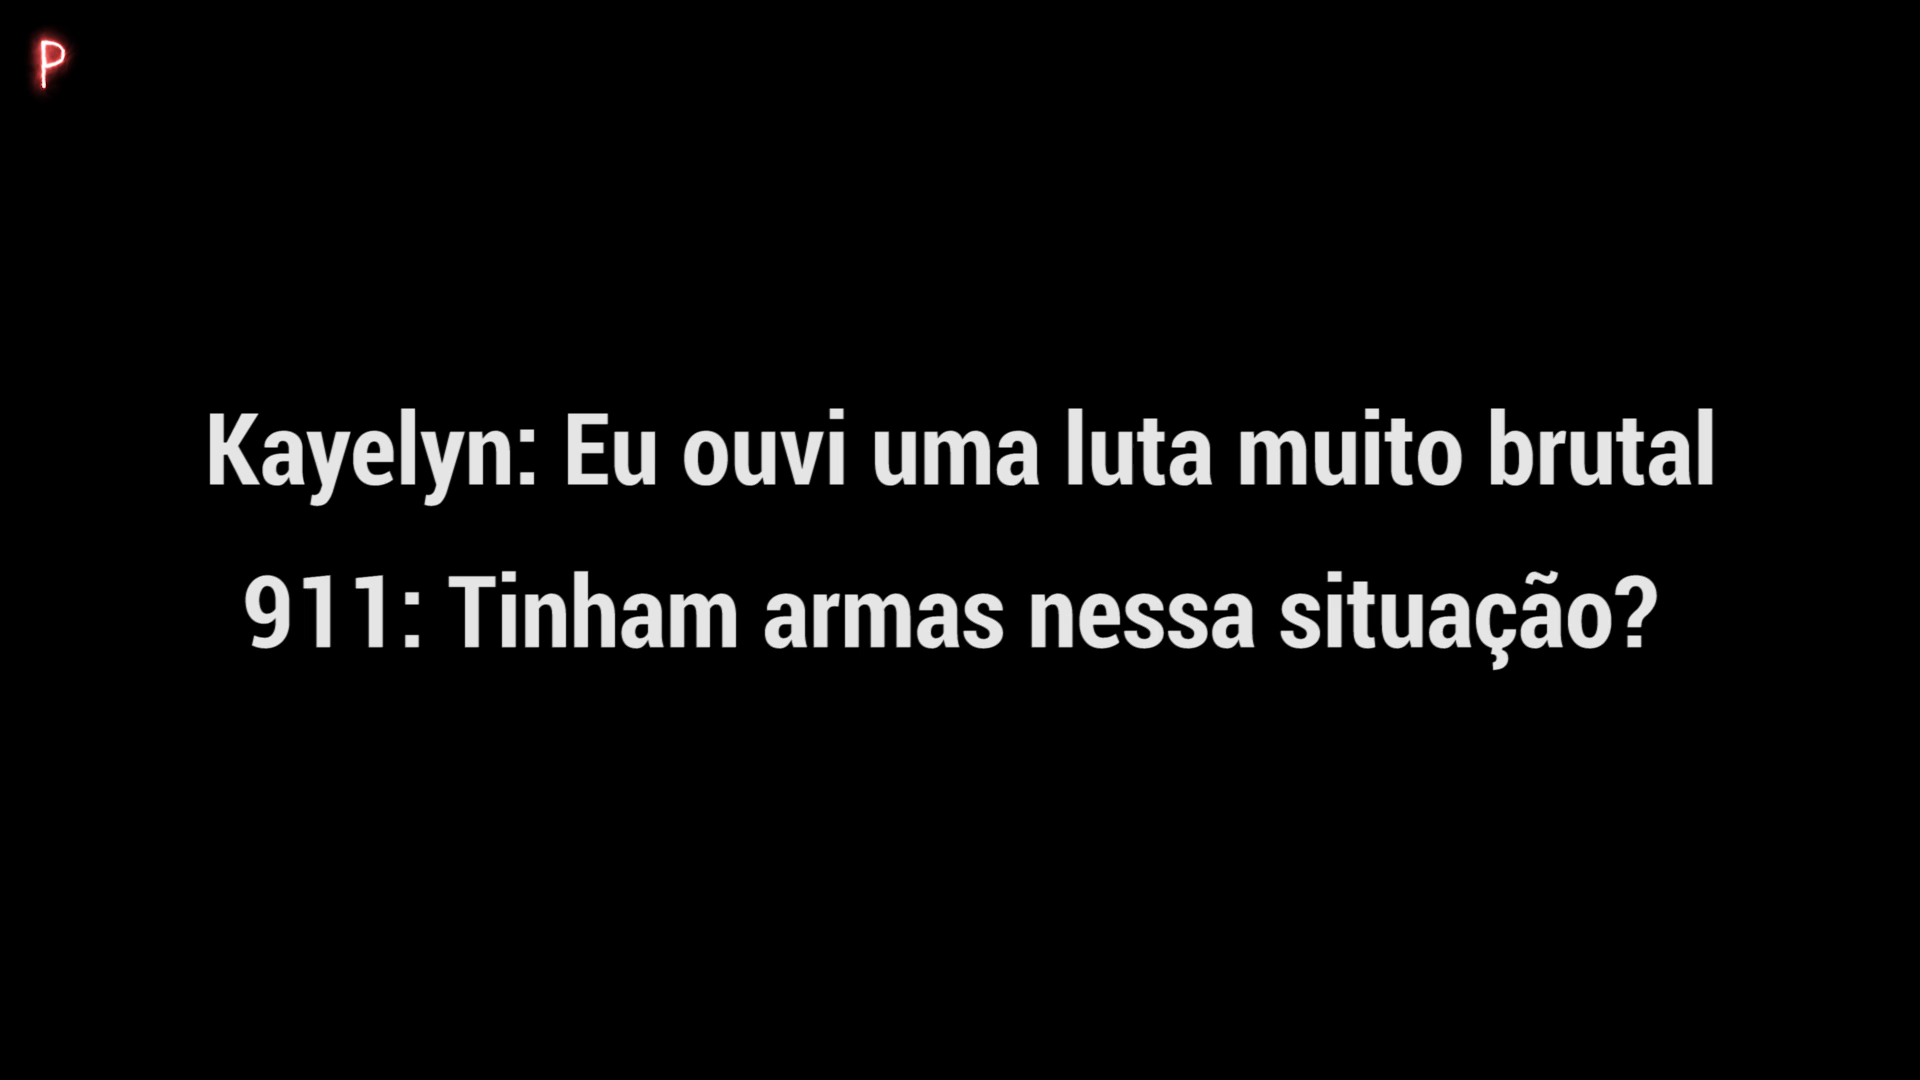 P
Kayelyn: Eu ouvi uma luta muito brutal
911: Tinham armas nessa situação?